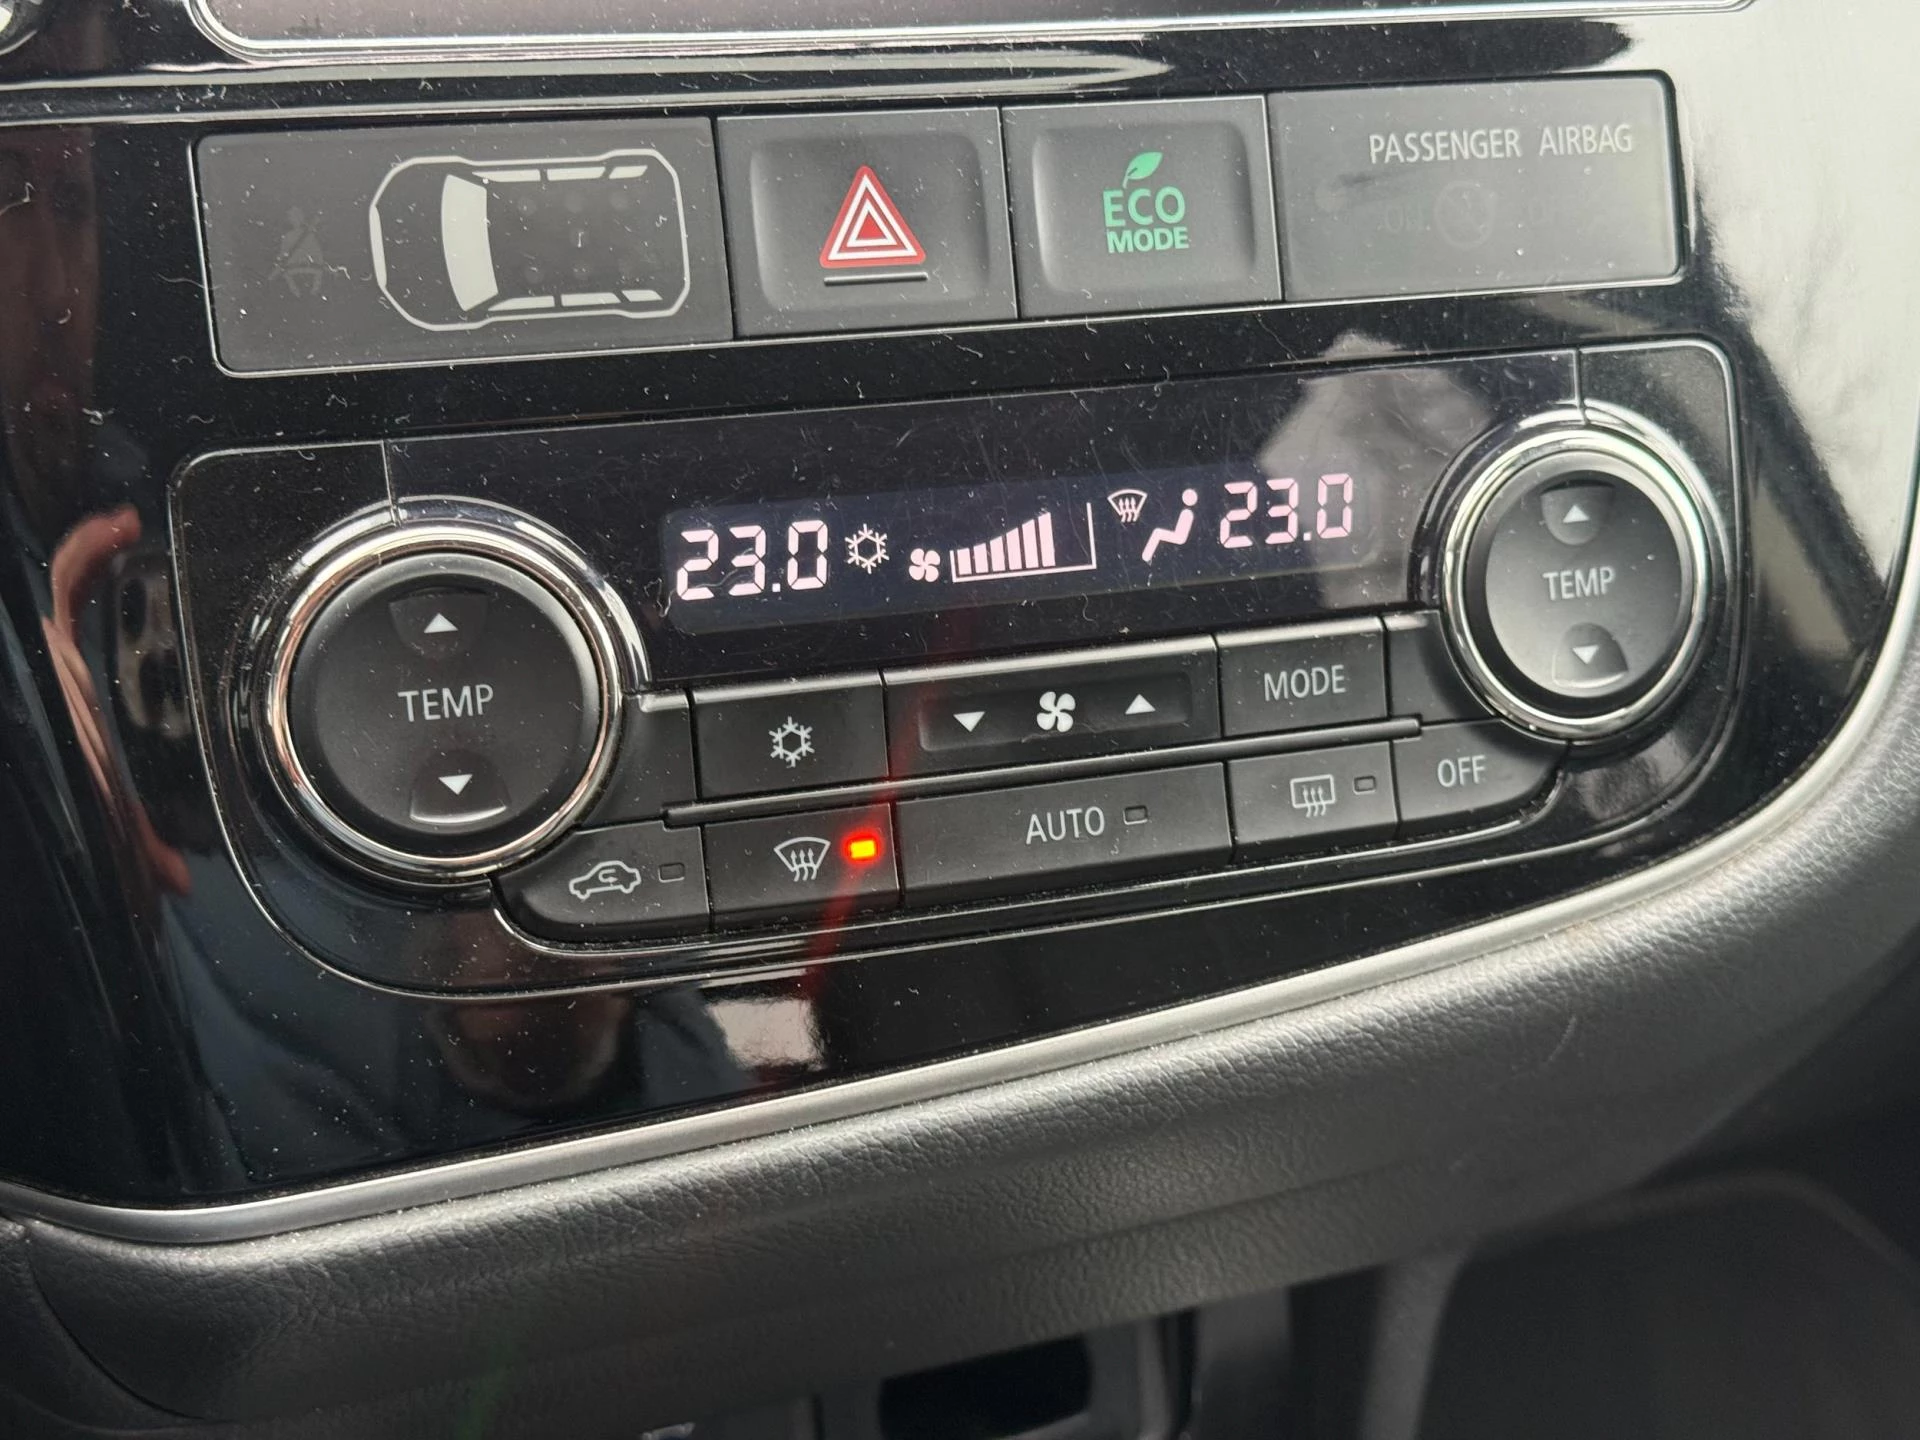 PASSENGER AIRBAG
ECO
MODE
23.0 23.0
TEMP
TEMP
MODE
AUTO
OFF